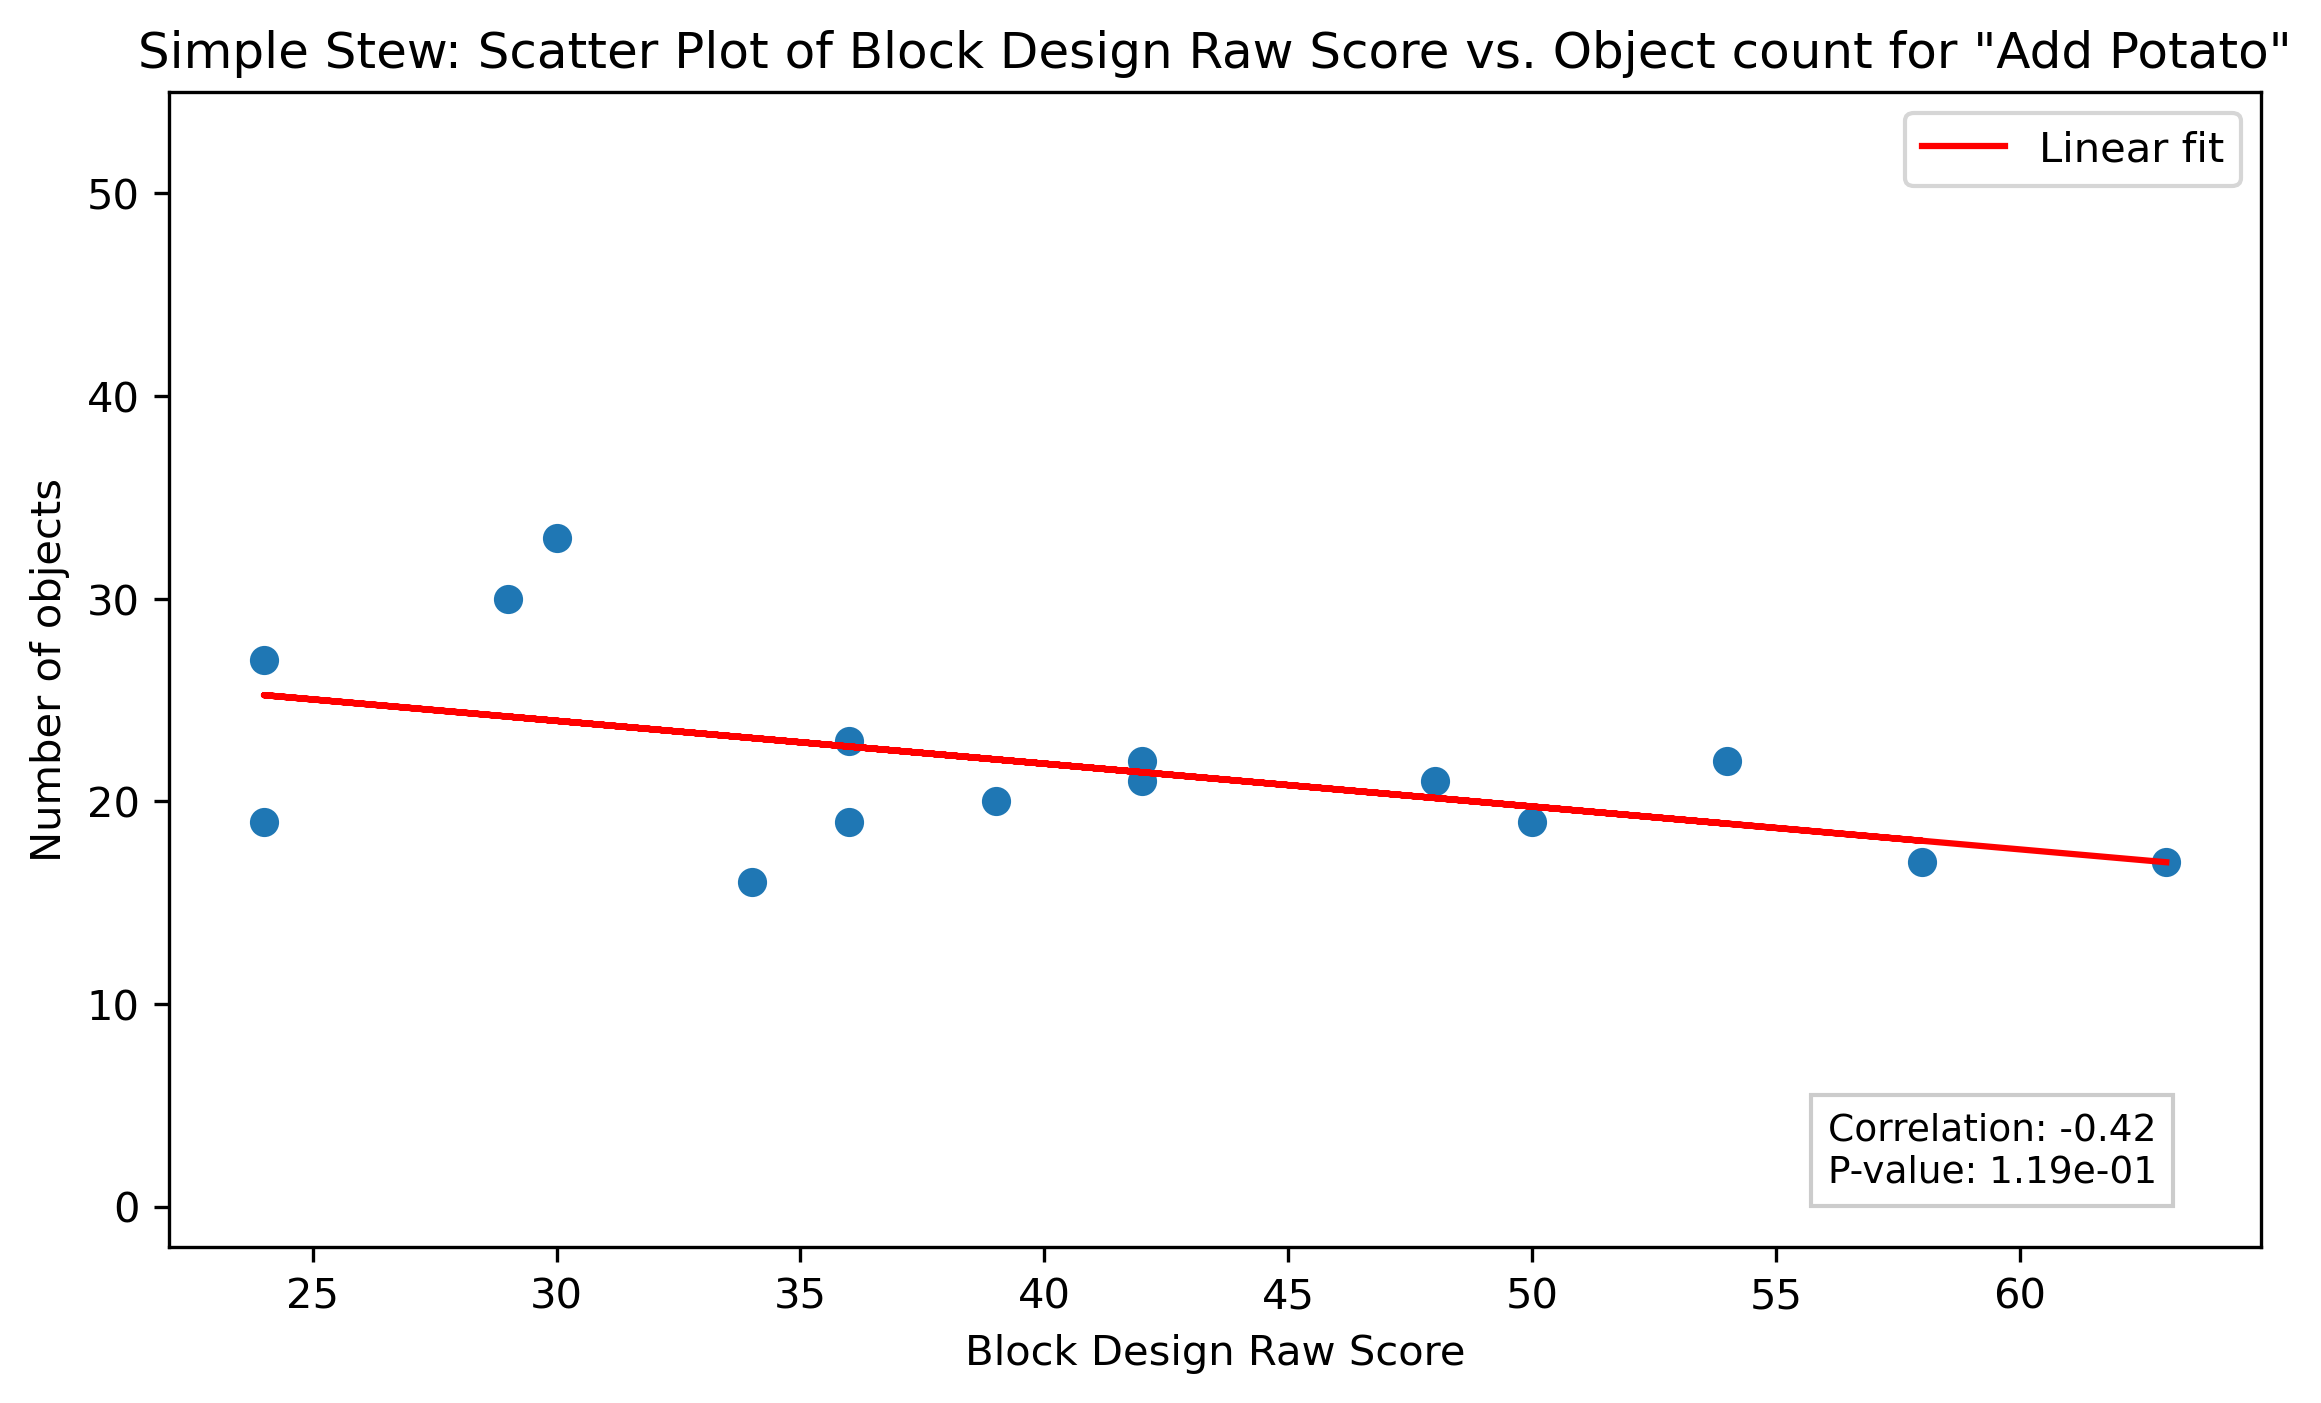 Simple Stew: Scatter Plot of Block Design Raw Score vs. Object count for "Add Potato"
Linear fit
50
40
30
20
10
0
Number of objects
Correlation: -0.42
P-value: 1.19e-01
25 30 35 40 45 50 55 60
Block Design Raw Score